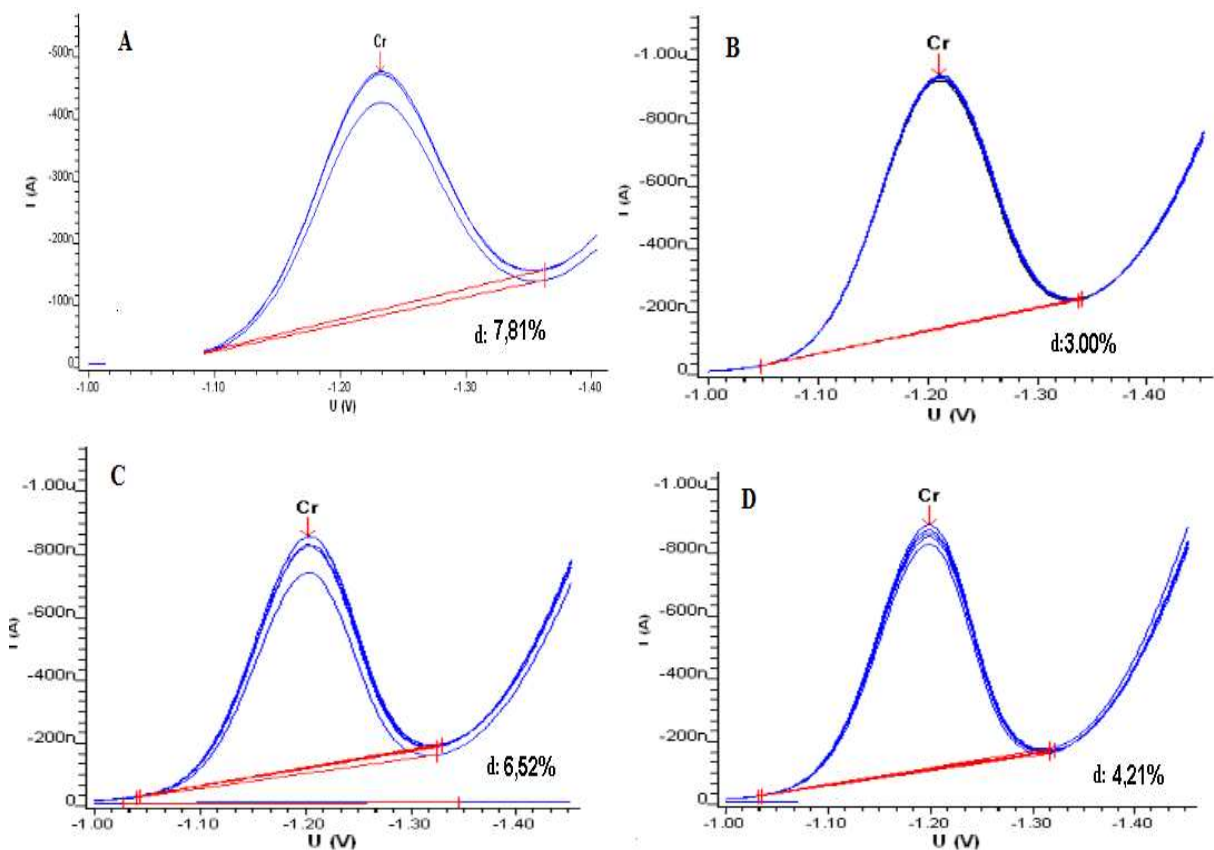 A
Cr
-500n
-400n
-300n
-200n
-100n
0
I (A)
-1.00 -1.10 -1.20 -1.30 -1.40
U (V)
d: 7,81%
B
Cr
-1.00u
-800n
-600n
-400n
-200n
0
I (A)
-1.00 -1.10 -1.20 -1.30 -1.40
U (V)
d:3.00%
C
Cr
-1.00u
-800n
-600n
-400n
-200n
0
I (A)
-1.00 -1.20 -1.30 -1.40
U (V)
d: 6,52%
D
Cr
-1.00u
-800n
-600n
-400n
-200n
0
I (A)
-1.00 -1.10 -1.20 -1.30 -1.40
U (V)
d: 4,21%